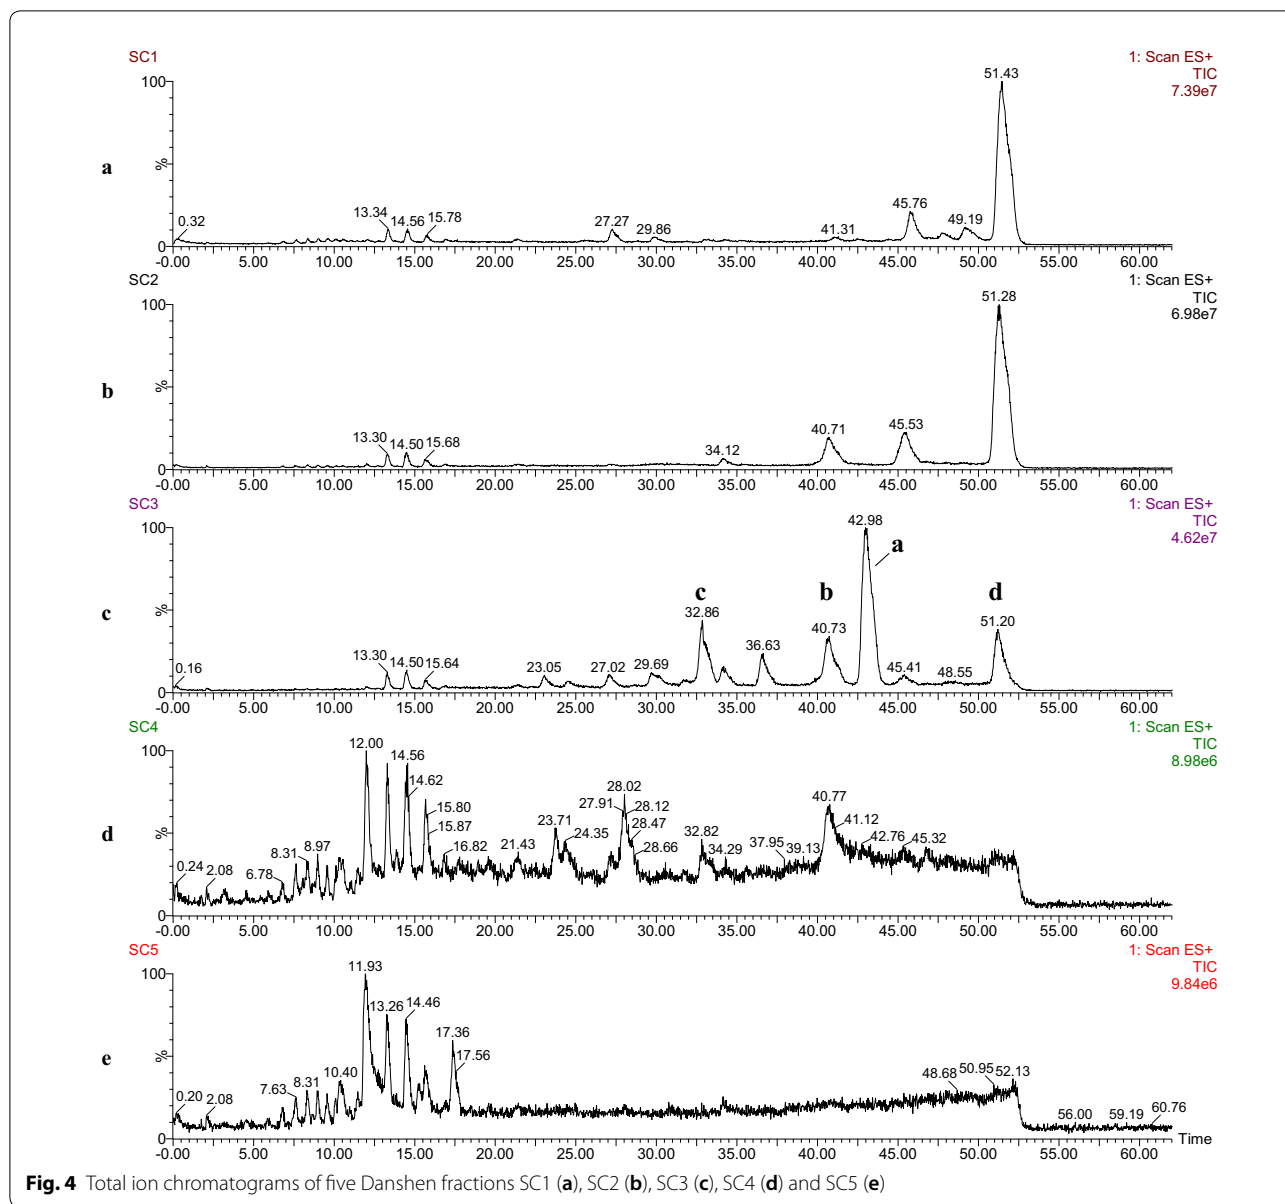 SC1
1: Scan ES+
TIC
7.39e7
a
%
100
0
0.32
13.34
14.56
15.78
27.27
29.86
41.31
45.76
49.19
51.43
-0.00 5.00 10.00 15.00 20.00 25.00 30.00 35.00 40.00 45.00 50.00 55.00 60.00
SC2
1: Scan ES+
TIC
6.98e7
b
%
100
0
13.30
14.50
15.68
34.12
40.71
45.53
51.28
-0.00 5.00 10.00 15.00 20.00 25.00 30.00 35.00 40.00 45.00 50.00 55.00 60.00
SC3
1: Scan ES+
TIC
4.62e7
c
%
100
0
0.16
13.30
14.50
15.64
23.05
27.02
29.69
c
32.86
36.63
b
40.73
42.98
a
45.41
48.55
d
51.20
-0.00 5.00 10.00 15.00 20.00 25.00 30.00 35.00 40.00 45.00 50.00 55.00 60.00
SC4
1: Scan ES+
TIC
8.98e6
d
%
100
0
0.24
2.08
6.78
8.31
8.97
12.00
14.56
14.62
15.80
15.87
16.82
21.43
23.71
24.35
27.91
28.02
28.12
28.47
28.66
32.82
34.29
37.95
39.13
40.77
41.12
42.76
45.32
-0.00 5.00 10.00 15.00 20.00 25.00 30.00 35.00 40.00 45.00 50.00 55.00 60.00
SC5
1: Scan ES+
TIC
9.84e6
e
%
100
0
0.20
2.08
7.63
8.31
10.40
11.93
13.26
14.46
17.36
17.56
48.68
50.95
52.13
56.00
59.19
60.76
Time
-0.00 5.00 10.00 15.00 20.00 25.00 30.00 35.00 40.00 45.00 50.00 55.00 60.00
Fig. 4 Total ion chromatograms of five Danshen fractions SC1 (a), SC2 (b), SC3 (c), SC4 (d) and SC5 (e)